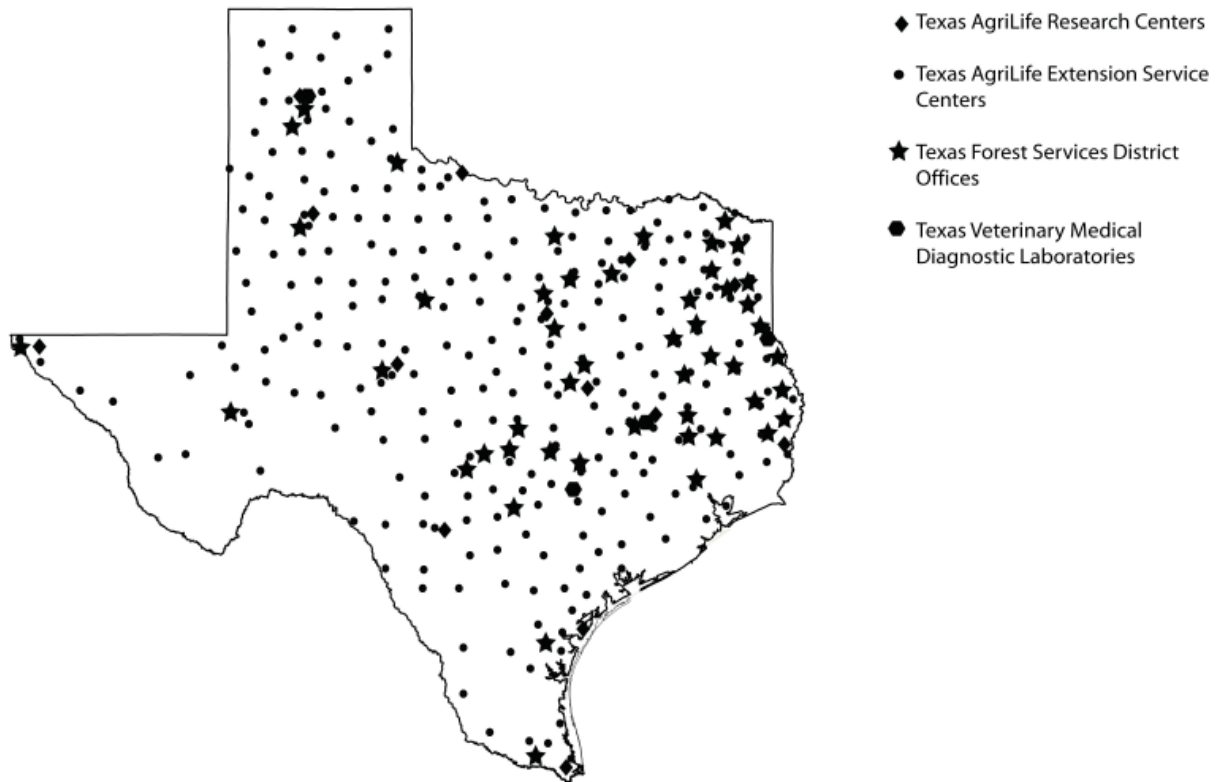 Texas AgriLife Research Centers
Texas AgriLife Extension Service
Centers
Texas Forest Services District
Offices
Texas Veterinary Medical
Diagnostic Laboratories